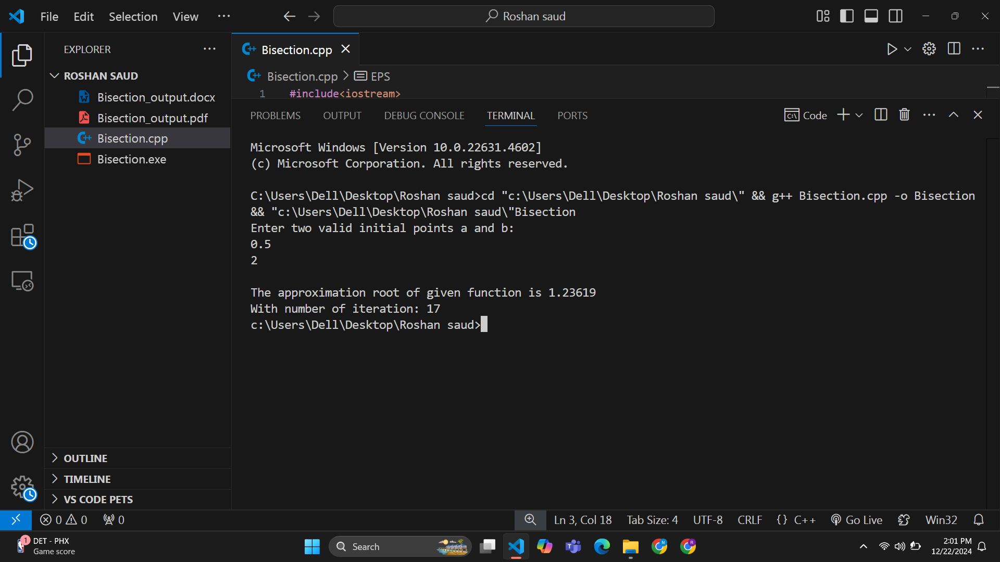 File Edit Selection View ··· Roshan saud
EXPLORER ···
ROSHAN SAUD
Bisection_output.docx
Bisection_output.pdf
Bisection.cpp
Bisection.exe
OUTLINE
TIMELINE
VS CODE PETS
Bisection.cpp
Bisection.cpp > EPS
1 #include<iostream>
PROBLEMS OUTPUT DEBUG CONSOLE TERMINAL PORTS Code
Microsoft Windows [Version 10.0.22631.4602]
(c) Microsoft Corporation. All rights reserved.
C:\Users\Dell\Desktop\Roshan saud>cd "c:\Users\Dell\Desktop\Roshan saud\" && g++ Bisection.cpp -o Bisection
&& "c:\Users\Dell\Desktop\Roshan saud\"Bisection
Enter two valid initial points a and b:
0.5
2
The approximation root of given function is 1.23619
With number of iteration: 17
c:\Users\Dell\Desktop\Roshan saud>
0 0 0 Ln 3, Col 18 Tab Size: 4 UTF-8 CRLF {} C++ Go Live Win32
1 DET - PHX
Game score
Search
2:01 PM
12/22/2024